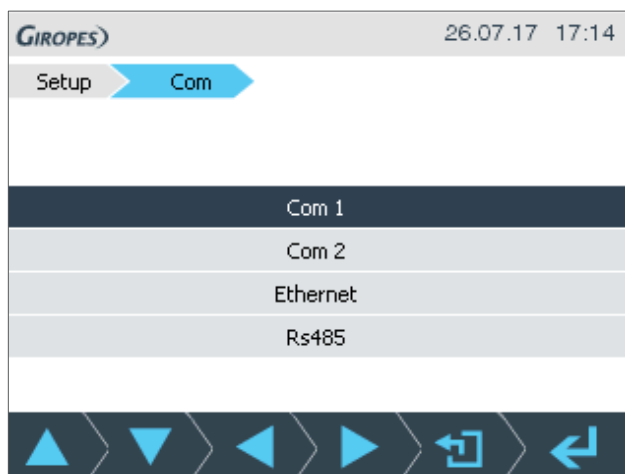 GIROPES) 26.07.17 17:14
Setup Com
Com 1
Com 2
Ethernet
Rs485